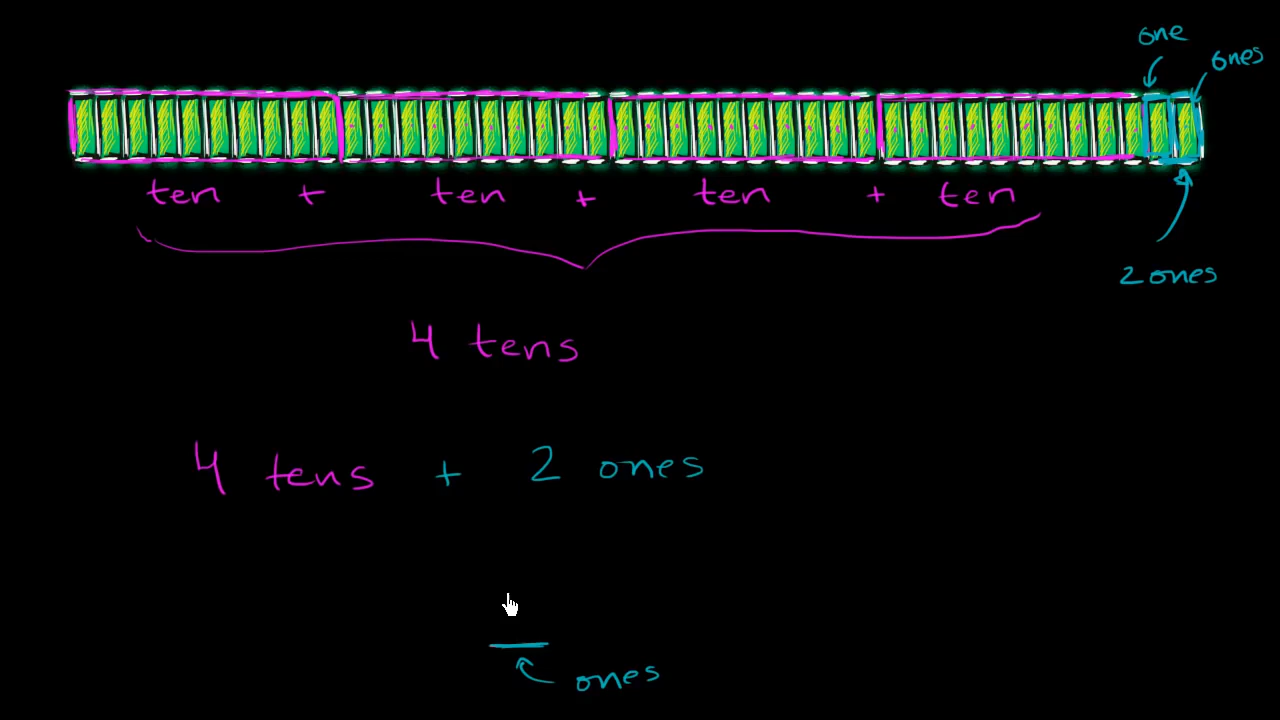 one
ones
ten + ten + ten + ten
2 ones
4 tens
4 tens + 2 ones
ones